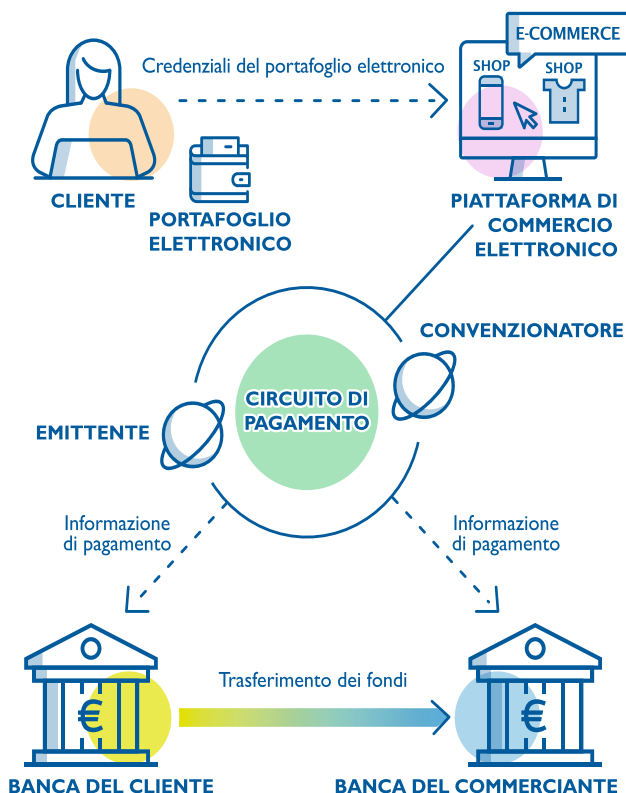 E-COMMERCE
Credenziali del portafoglio elettronico
SHOP
SHOP
CLIENTE
PORTAFOGLIO
ELETTRONICO
PIATTAFORMA DI
COMMERCIO
ELETTRONICO
CONVENZIONATORE
CIRCUITO DI
PAGAMENTO
EMITTENTE
Informazione
di pagamento
Informazione
di pagamento
€
Trasferimento dei fondi
€
BANCA DEL CLIENTE
BANCA DEL COMMERCIANTE